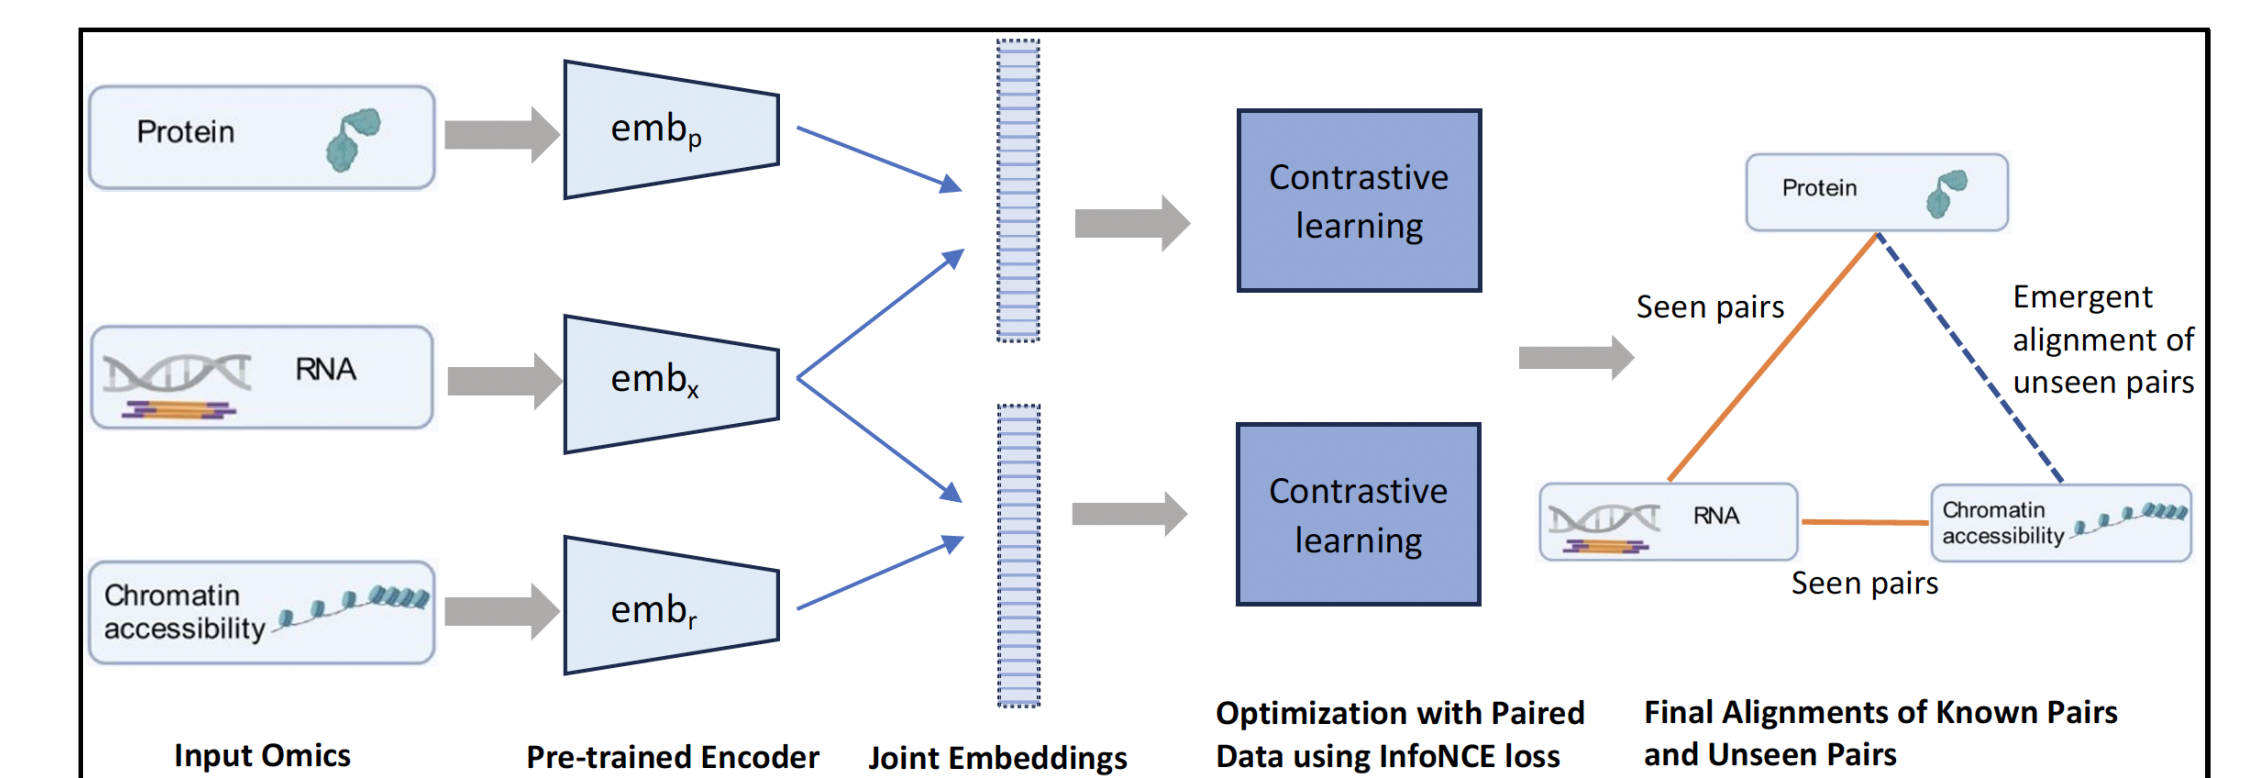 Protein
emb_p
RNA
emb_x
Chromatin
accessibility
emb_r
Contrastive
learning
Contrastive
learning
Protein
Seen pairs
Emergent
alignment of
unseen pairs
RNA
Chromatin
accessibility
Seen pairs
Input Omics
Pre-trained Encoder
Joint Embeddings
Optimization with Paired
Data using InfoNCE loss
Final Alignments of Known Pairs
and Unseen Pairs